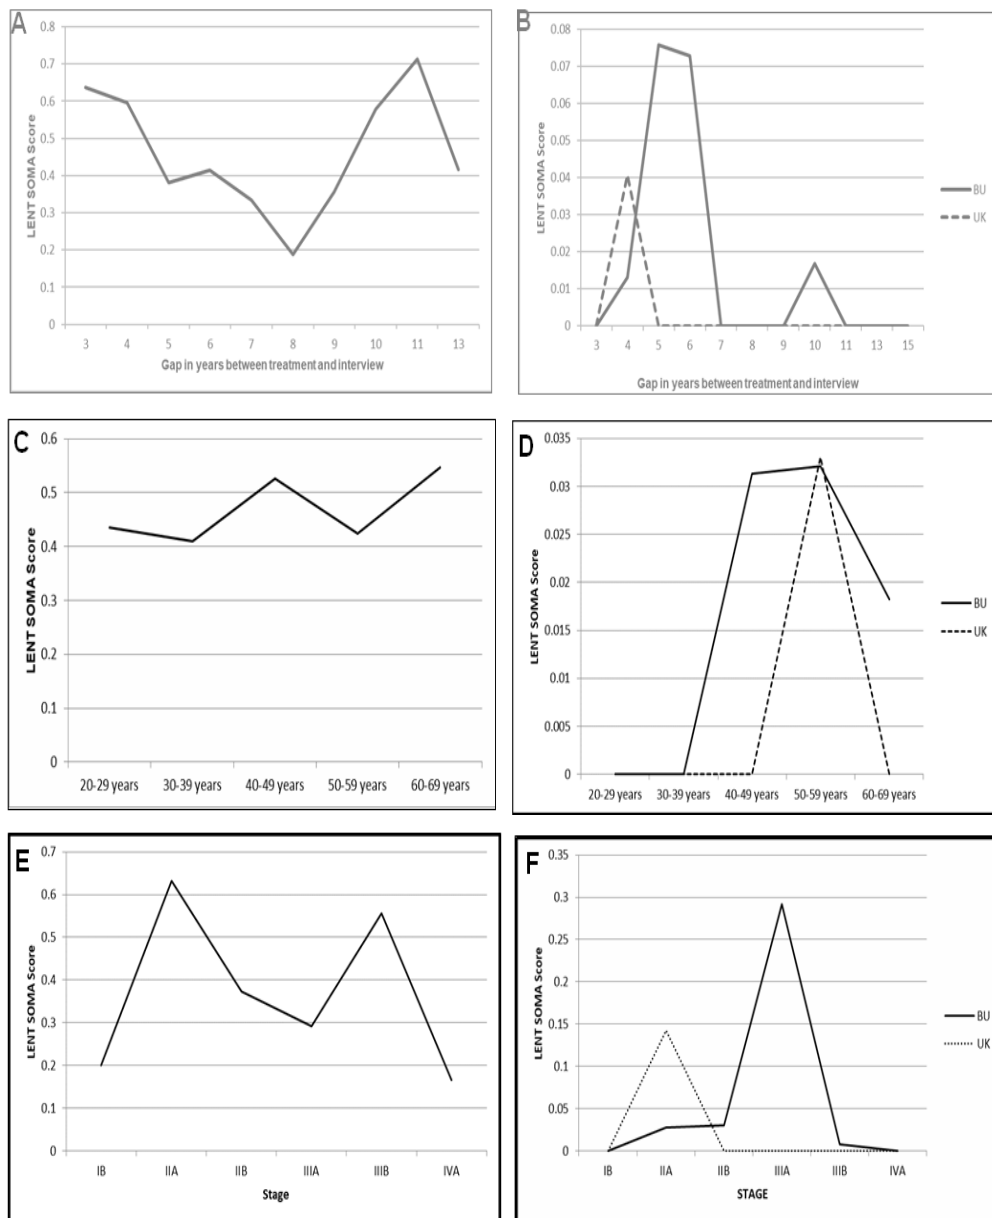 A
LENT SOMA Score
0.8
0.7
0.6
0.5
0.4
0.3
0.2
0.1
0
3 4 5 6 7 8 9 10 11 13
Gap in years between treatment and interview
B
LENT SOMA Score
0.08
0.07
0.06
0.05
0.04
0.03
0.02
0.01
0
3 4 5 6 7 9 10 11 13 15
Gap in years between treatment and interview
BU
UK
C
LENT SOMA Score
0.6
0.5
0.4
0.3
0.2
0.1
0
20-29 years 30-39 years 40-49 years 50-59 years 60-69 years
D
LENT SOMA Score
0.035
0.03
0.025
0.02
0.015
0.01
0.005
0
20-29 years 30-39 years 40-49 years 50-59 years 60-69 years
BU
UK
E
LENT SOMA Score
0.7
0.6
0.5
0.4
0.3
0.2
0.1
0
IB IIA IIB IIIA IIIB IVA
Stage
F
LENT SOMA Score
0.35
0.3
0.25
0.2
0.15
0.1
0.05
0
IB IIA IIB IIIA IIIB IVA
STAGE
BU
UK